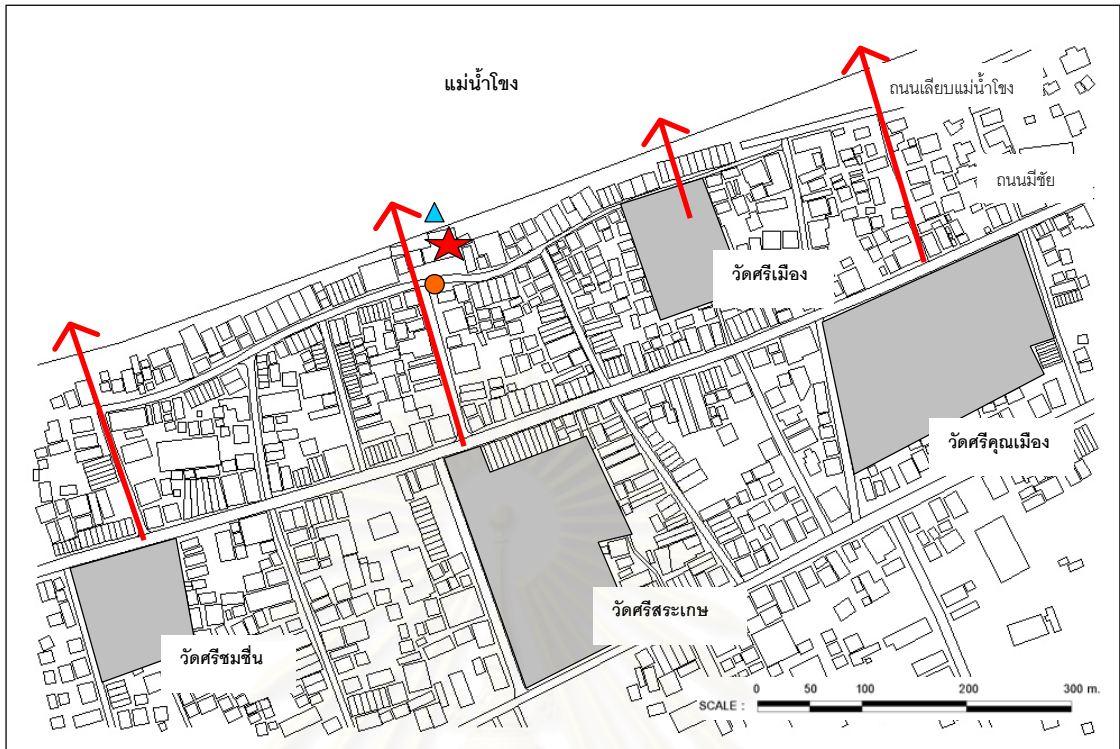 แม่น้ำโขง
ถนนเลียบแม่น้ำโขง
ถนนมีชัย
วัดศรีเมือง
วัดศรีคุณเมือง
วัดศรีสระเกษ
วัดศรีชมชื่น
SCALE : 0 50 100 200 300 m.